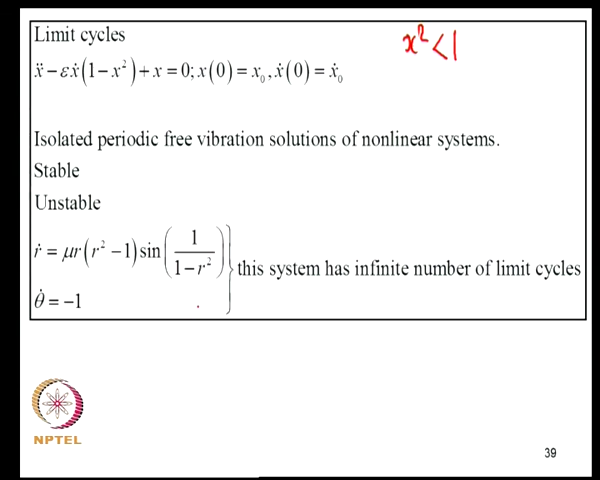 Limit cycles
x² < 1
ẍ − εẋ(1 − x²) + x = 0; x(0) = x₀, ẋ(0) = ẋ₀
Isolated periodic free vibration solutions of nonlinear systems.
Stable
Unstable
ṙ = μr(r² − 1) sin(1/(1 − r²))
this system has infinite number of limit cycles
θ̇ = −1
NPTEL
39